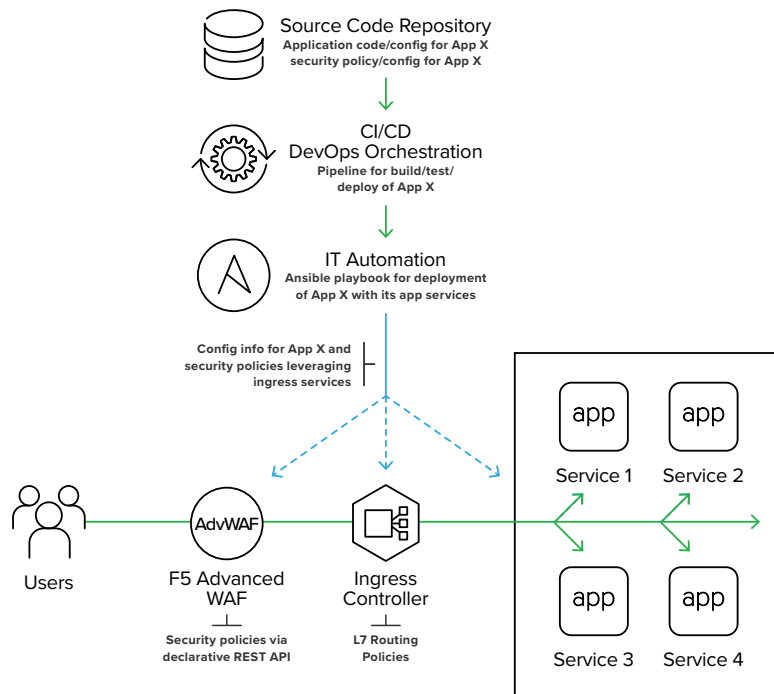 Source Code Repository
Application code/config for App X
security policy/config for App X
CI/CD
DevOps Orchestration
Pipeline for build/test/
deploy of App X
IT Automation
Ansible playbook for deployment
of App X with its app services
Config info for App X and
security policies leveraging
ingress services
app
app
Service 1
Service 2
AdvWAF
Users
F5 Advanced
WAF
Ingress
Controller
Security policies via
declarative REST API
L7 Routing
Policies
app
app
Service 3
Service 4